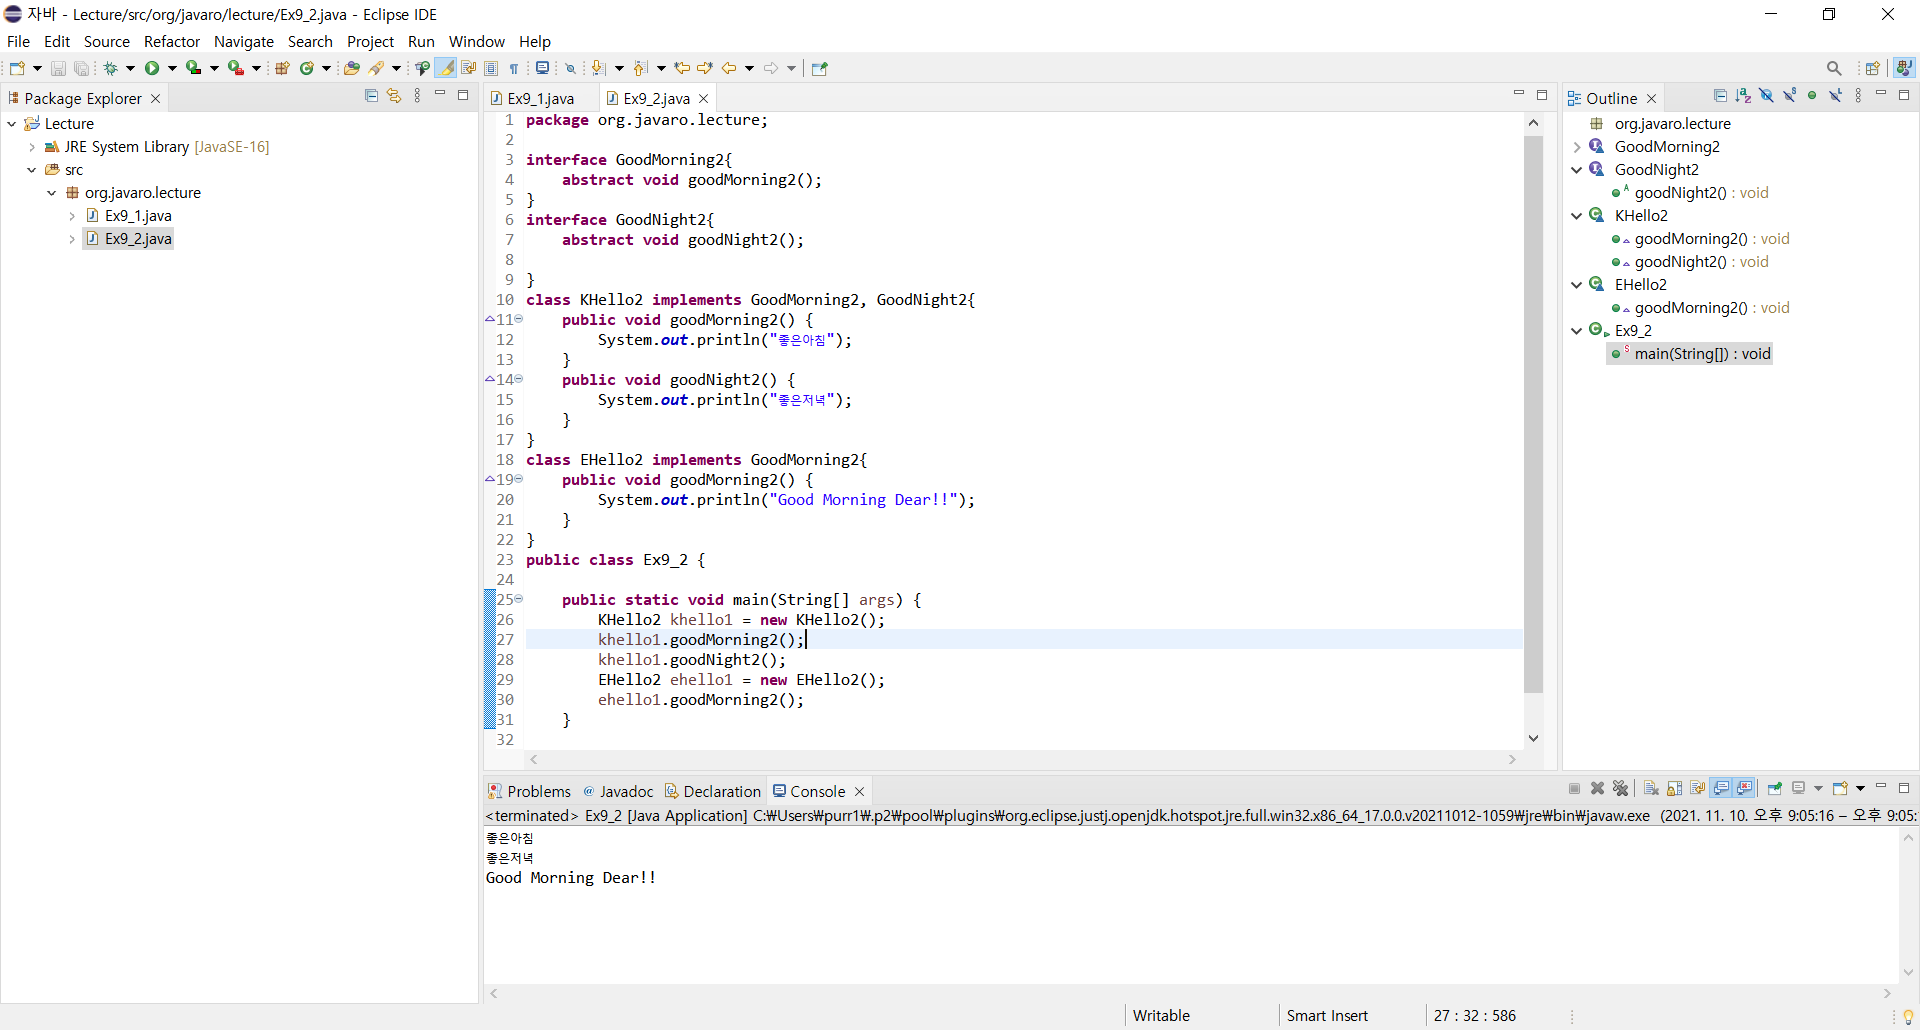 자바 - Lecture/src/org/javaro/lecture/Ex9_2.java - Eclipse IDE
File Edit Source Refactor Navigate Search Project Run Window Help
Package Explorer
Lecture
JRE System Library [JavaSE-16]
src
org.javaro.lecture
Ex9_1.java
Ex9_2.java
Ex9_1.java Ex9_2.java
1 package org.javaro.lecture;
2
3 interface GoodMorning2{
4 abstract void goodMorning2();
5 }
6 interface GoodNight2{
7 abstract void goodNight2();
8
9 }
10 class KHello2 implements GoodMorning2, GoodNight2{
11 public void goodMorning2() {
12 System.out.println("좋은아침");
13 }
14 public void goodNight2() {
15 System.out.println("좋은저녁");
16 }
17 }
18 class EHello2 implements GoodMorning2{
19 public void goodMorning2() {
20 System.out.println("Good Morning Dear!!");
21 }
22 }
23 public class Ex9_2 {
24
25 public static void main(String[] args) {
26 KHello2 khello1 = new KHello2();
27 khello1.goodMorning2();
28 khello1.goodNight2();
29 EHello2 ehello1 = new EHello2();
30 ehello1.goodMorning2();
31 }
32
Outline
org.javaro.lecture
GoodMorning2
GoodNight2
goodNight2() : void
KHello2
goodMorning2() : void
goodNight2() : void
EHello2
goodMorning2() : void
Ex9_2
main(String[]) : void
Problems @ Javadoc Declaration Console
<terminated> Ex9_2 [Java Application] C:₩Users₩purr1₩.p2₩pool₩plugins₩org.eclipse.justj.openjdk.hotspot.jre.full.win32.x86_64_17.0.0.v20211012-1059₩jre₩bin₩javaw.exe (2021. 11. 10. 오후 9:05:16 – 오후 9:05:
좋은아침
좋은저녁
Good Morning Dear!!
Writable Smart Insert 27 : 32 : 586